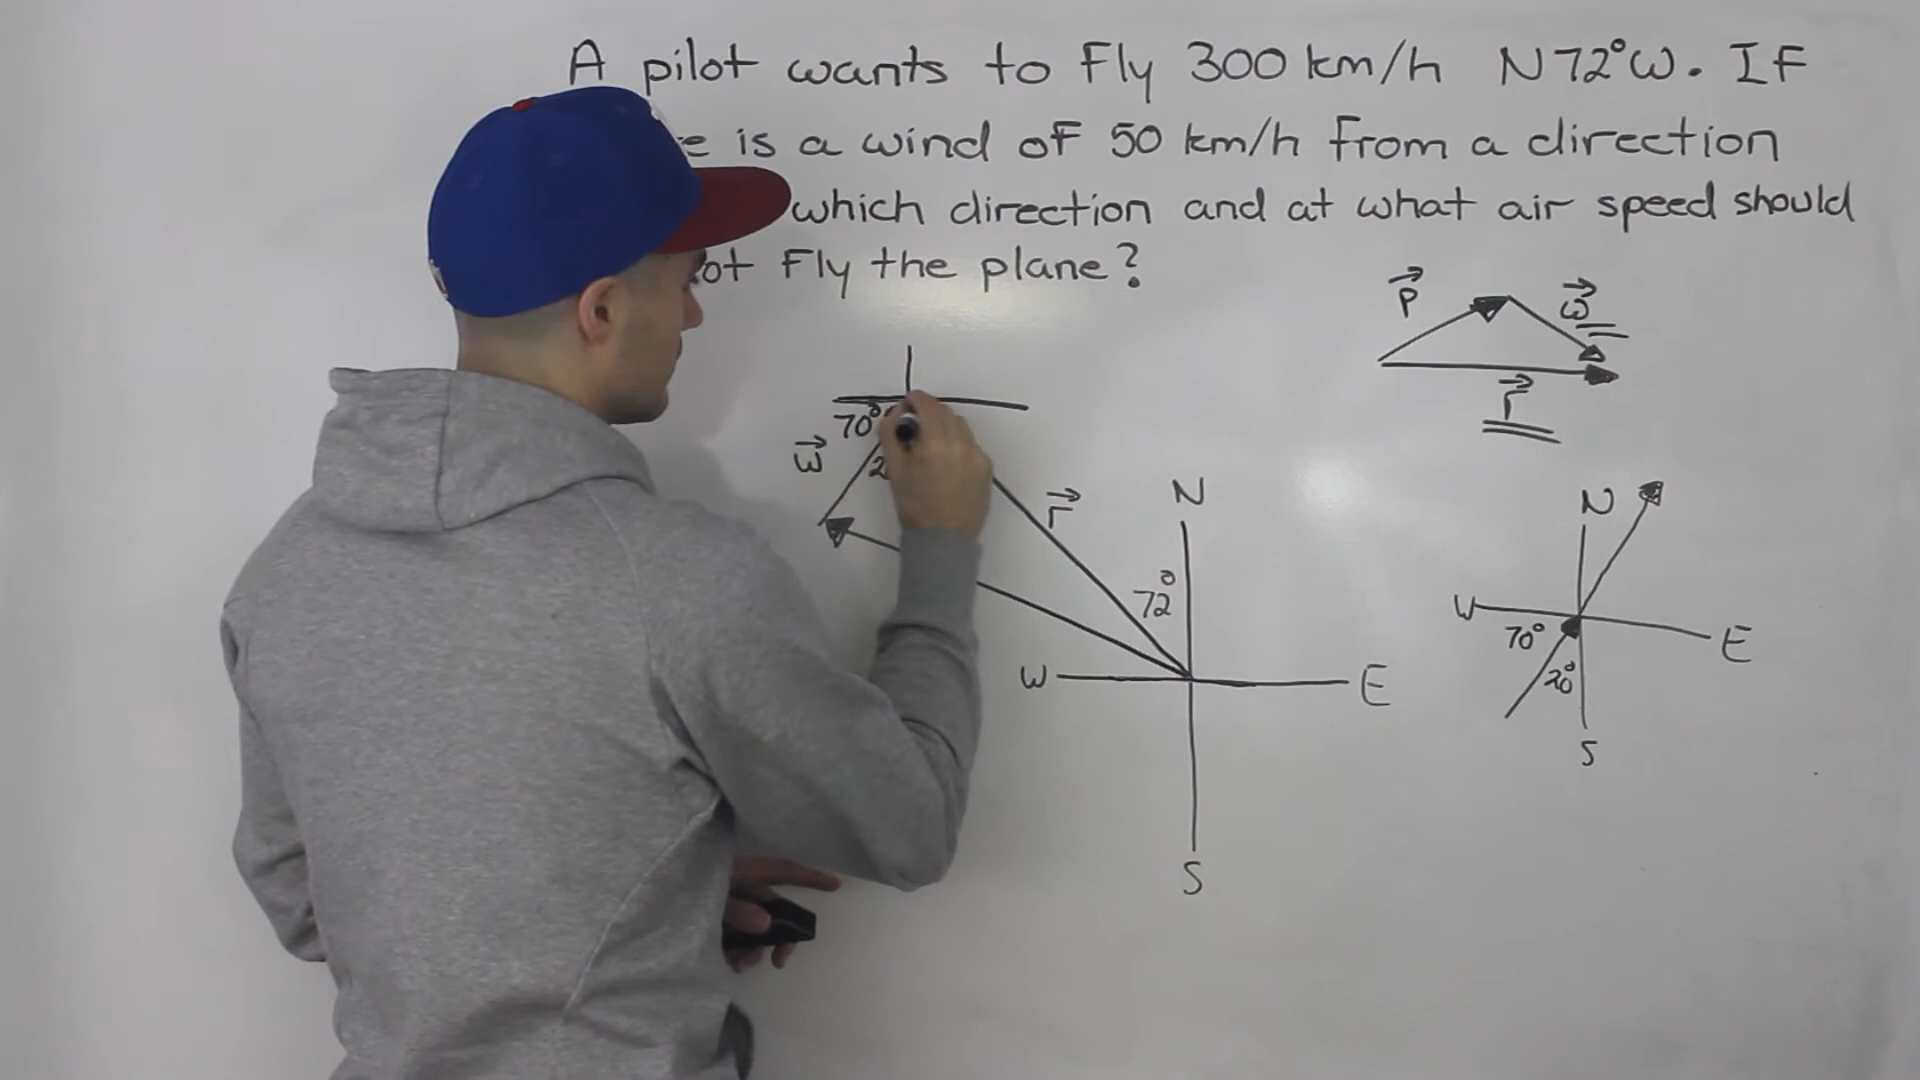 A pilot wants to Fly 300 km/h N72°W. If
is a wind of 50 km/h from a direction
which direction and at what air speed should
Fly the plane?
p w
r
70°
w
r
N
72°
W E
S
N
W E
70° 20°
S